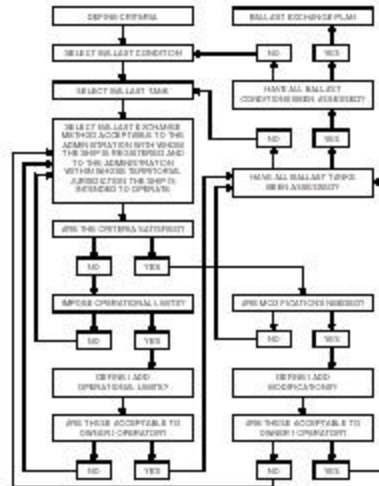 DEFINE CRITERIA
SELECT BALLAST CONDITION
SELECT BALLAST TANK
SELECT BALLAST EXCHANGE
METHOD ACCEPTABLE TO THE
ADMINISTRATION WITH WHOM
THE SHIP IS REGISTERED AND
TO THE ADMINISTRATION
WITHIN WHOSE TERRITORIAL
JURISDICTION THE SHIP IS
INTENDED TO OPERATE
ARE THE CRITERIA SATISFIED?
NO
YES
IMPOSE OPERATIONAL LIMITS?
NO
YES
DEFINE / ADD
OPERATIONAL LIMITS?
ARE THOSE ACCEPTABLE TO
OWNER / OPERATOR?
NO
YES
BALLAST EXCHANGE PLAN
NO
YES
HAVE ALL BALLAST
CONDITIONS BEEN ASSESSED?
NO
YES
HAVE ALL BALLAST TANKS
BEEN ASSESSED?
ARE MODIFICATIONS NEEDED?
NO
YES
DEFINE / ADD
MODIFICATION?
ARE THOSE ACCEPTABLE TO
OWNER / OPERATOR?
NO
YES